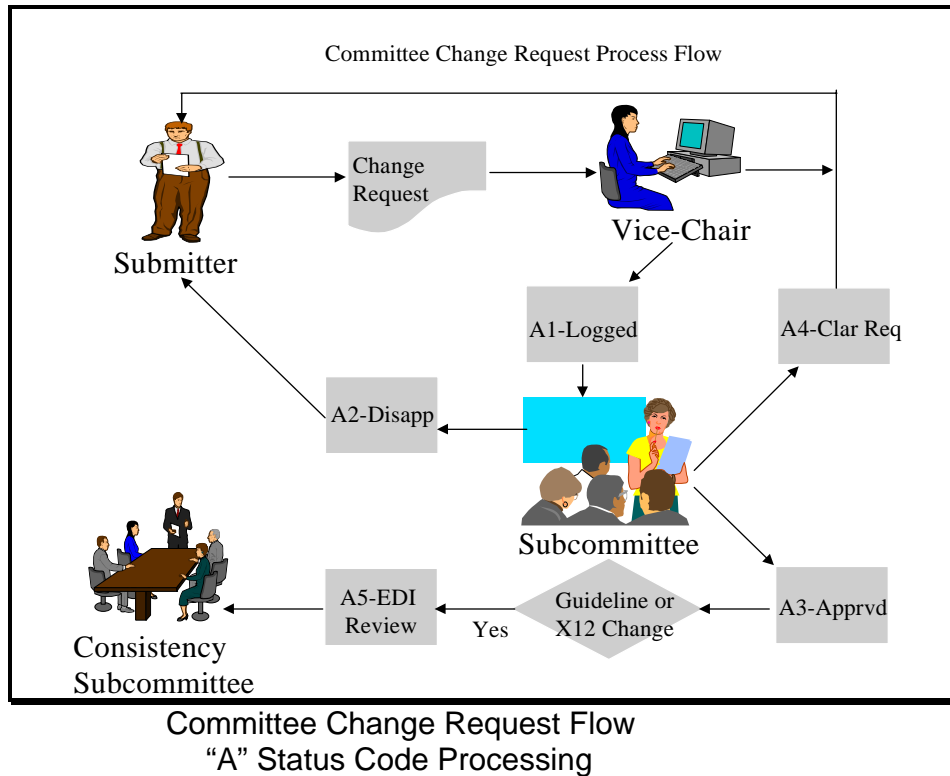 Committee Change Request Process Flow
Change
Request
Vice-Chair
Submitter
A1-Logged
A4-Clar Req
A2-Disapp
Subcommittee
A5-EDI
Review
Yes
Guideline or
X12 Change
A3-Apprvd
Consistency
Subcommittee
Committee Change Request Flow
“A” Status Code Processing